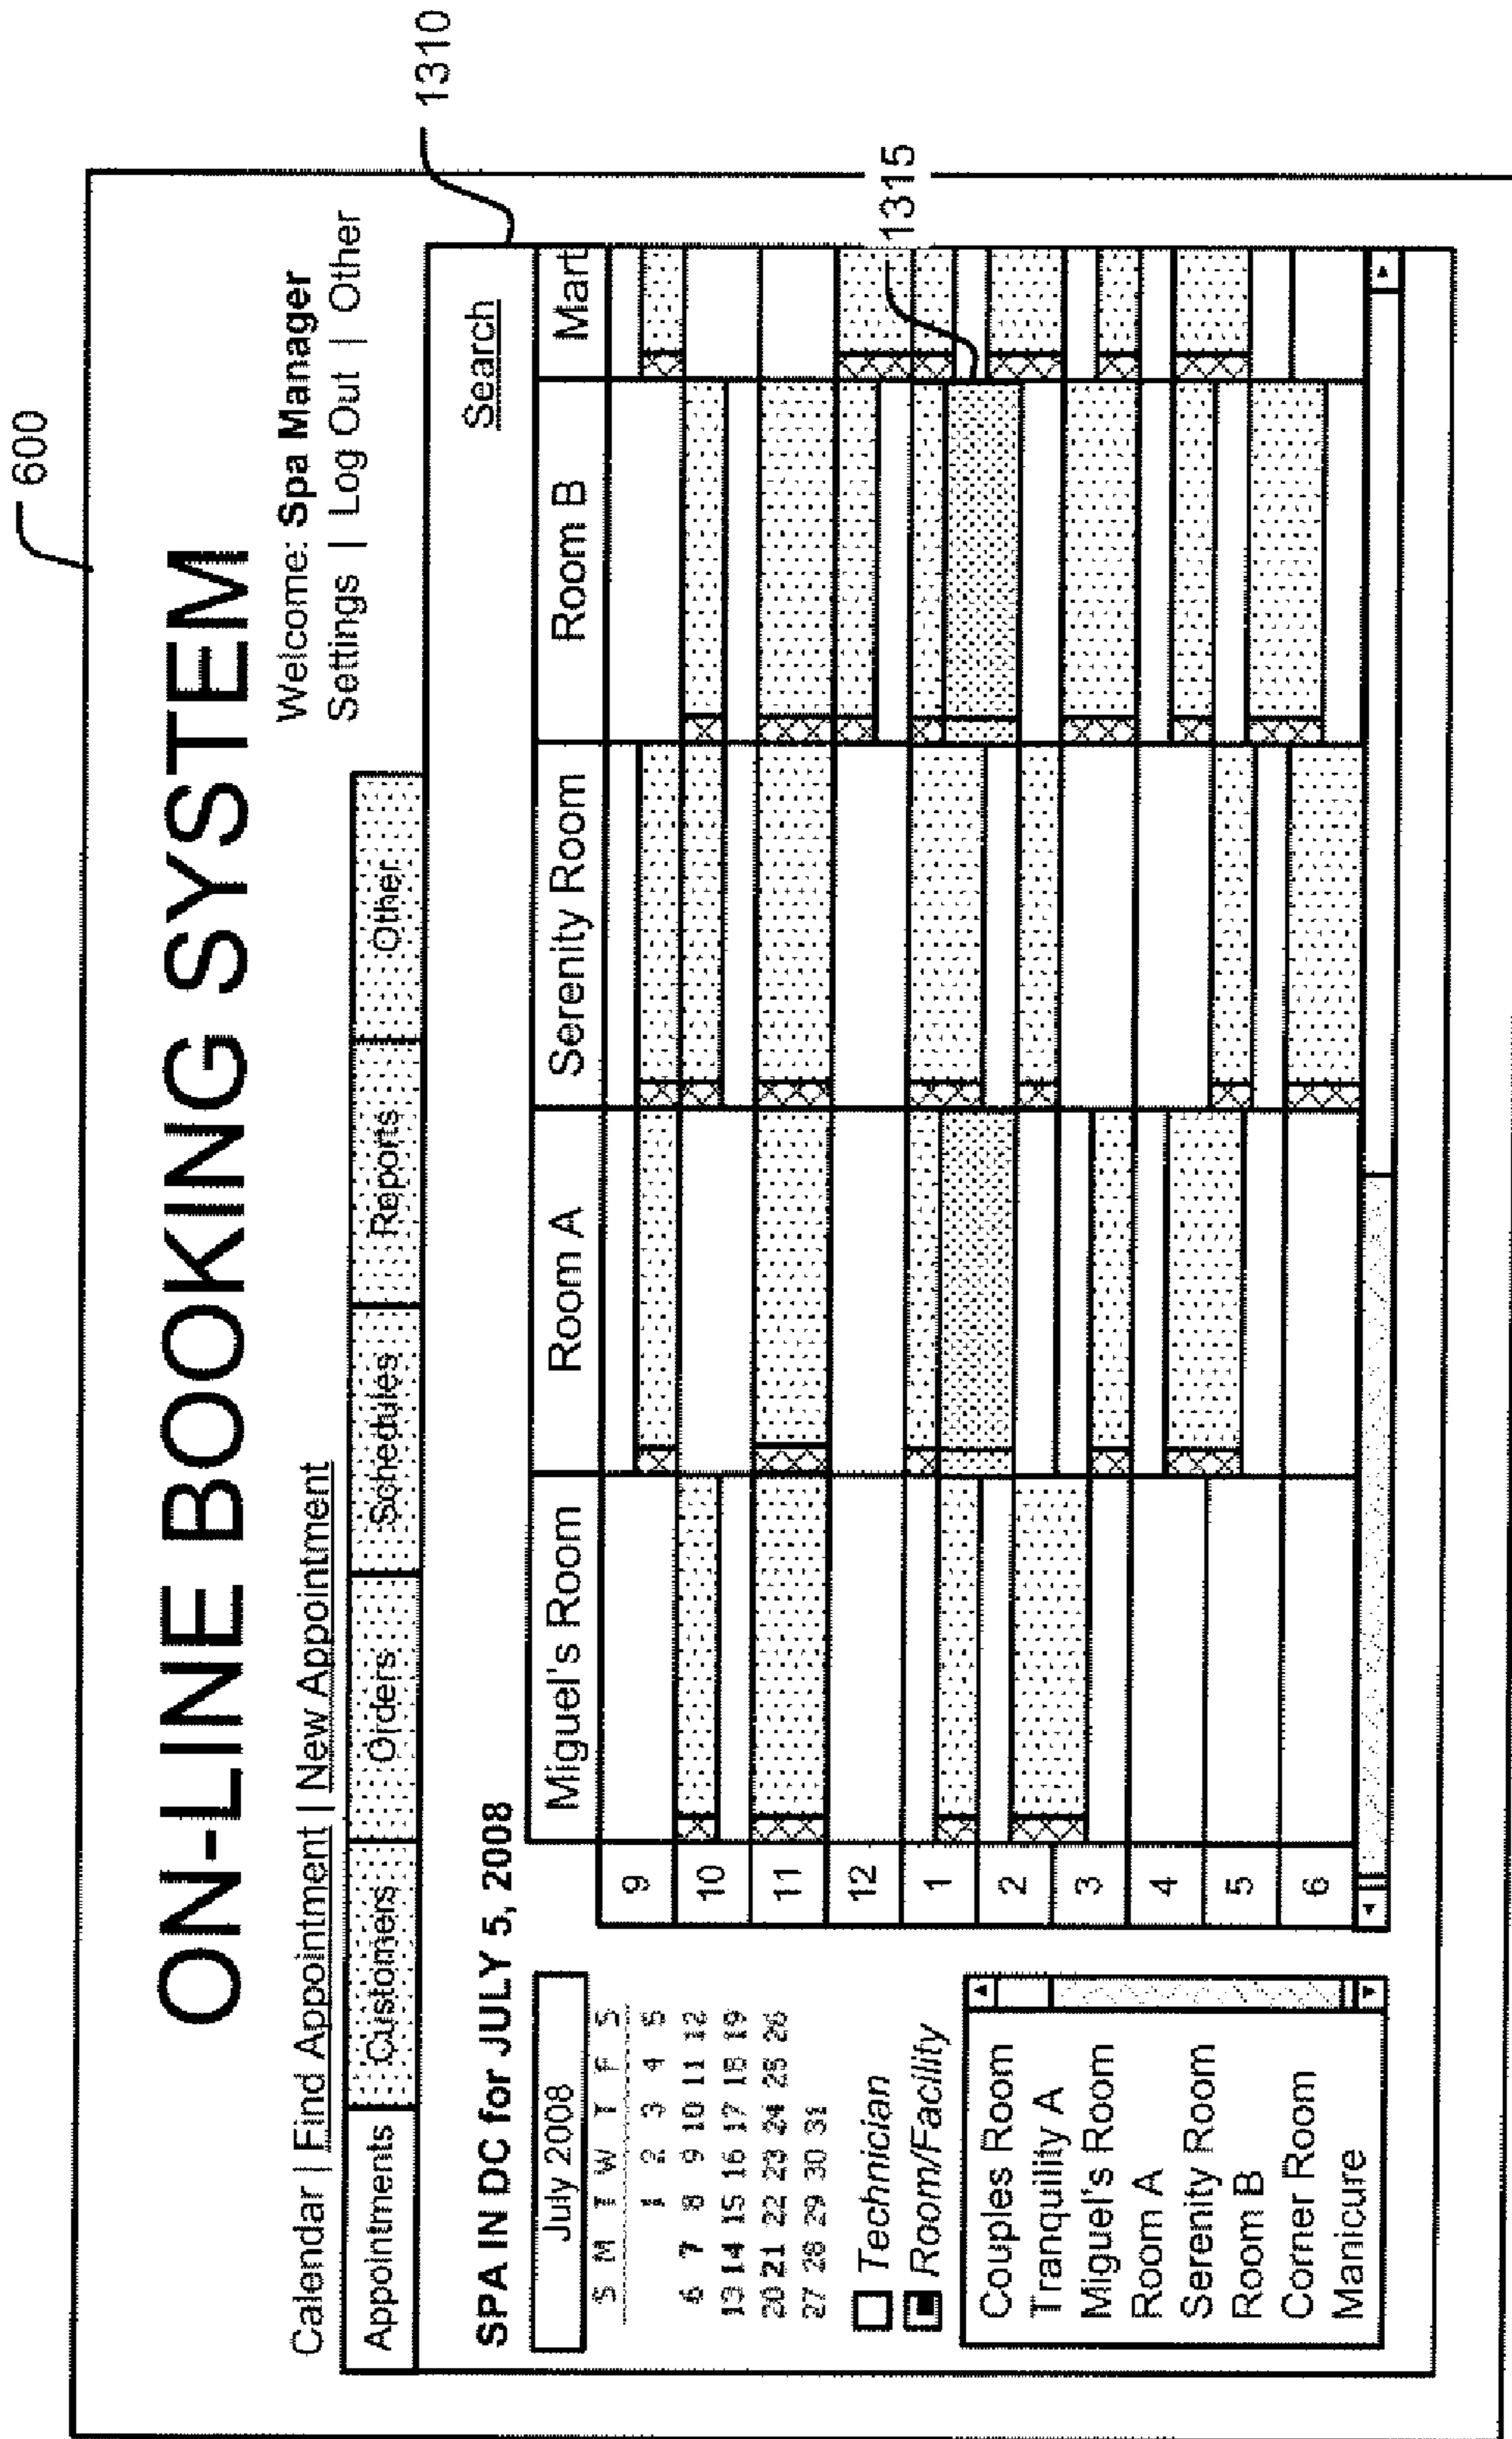 600
ON-LINE BOOKING SYSTEM
Welcome: Spa Manager
Calendar | Find Appointment | New Appointment
Settings | Log Out | Other
Appointments Customers Orders Schedules Reports Other
1310
SPA IN DC for JULY 5, 2008
Search
July 2008
S M T W T F S
1 2 3 4 5
6 7 8 9 10 11 12
13 14 15 16 17 18 19
20 21 22 23 24 25 26
27 28 29 30 31
Technician
Room/Facility
Couples Room
Tranquility A
Miguel's Room
Room A
Serenity Room
Room B
Corner Room
Manicure
Miguel's Room Room A Serenity Room Room B Mart
9
10
11
12
1
2
3
4
5
6
1315